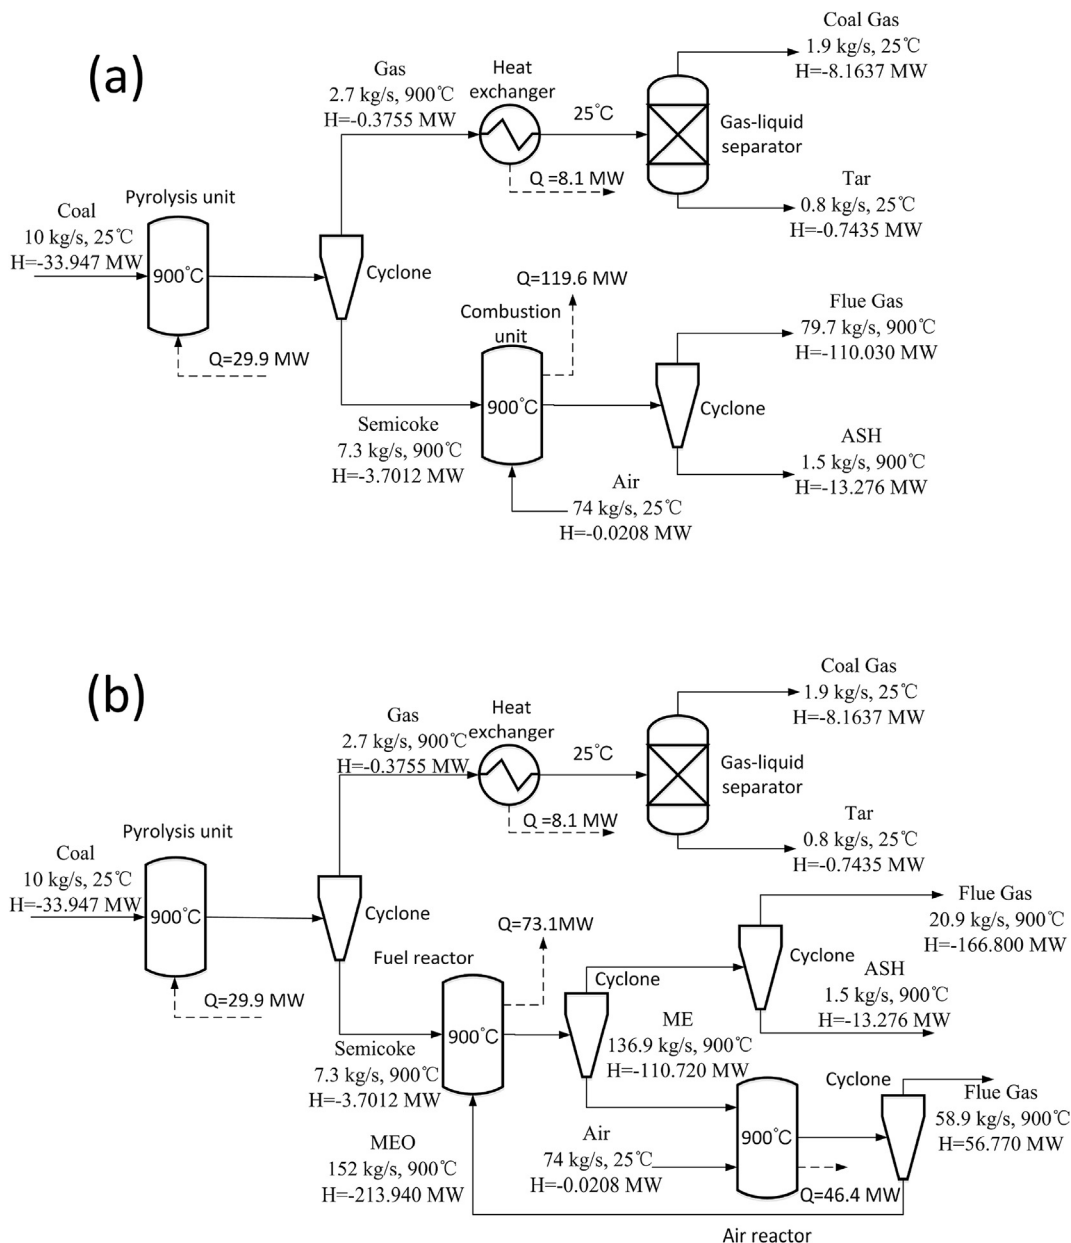 (a)
Coal Gas
1.9 kg/s, 25℃
H=-8.1637 MW
Gas
2.7 kg/s, 900℃
H=-0.3755 MW
Heat
exchanger
25℃
Gas-liquid
separator
Q =8.1 MW
Tar
0.8 kg/s, 25℃
H=-0.7435 MW
Pyrolysis unit
Coal
10 kg/s, 25℃
H=-33.947 MW
900℃
Cyclone
Q=29.9 MW
Q=119.6 MW
Combustion
unit
900℃
Flue Gas
79.7 kg/s, 900℃
H=-110.030 MW
Cyclone
Semicoke
7.3 kg/s, 900℃
H=-3.7012 MW
ASH
1.5 kg/s, 900℃
H=-13.276 MW
Air
74 kg/s, 25℃
H=-0.0208 MW
(b)
Coal Gas
1.9 kg/s, 25℃
H=-8.1637 MW
Gas
2.7 kg/s, 900℃
H=-0.3755 MW
Heat
exchanger
25℃
Gas-liquid
separator
Q =8.1 MW
Tar
0.8 kg/s, 25℃
H=-0.7435 MW
Pyrolysis unit
Coal
10 kg/s, 25℃
H=-33.947 MW
900℃
Cyclone
Q=29.9 MW
Q=73.1MW
Fuel reactor
900℃
Cyclone
Flue Gas
20.9 kg/s, 900℃
H=-166.800 MW
Cyclone
ASH
1.5 kg/s, 900℃
H=-13.276 MW
Semicoke
7.3 kg/s, 900℃
H=-3.7012 MW
ME
136.9 kg/s, 900℃
H=-110.720 MW
Cyclone
Flue Gas
58.9 kg/s, 900℃
H=56.770 MW
MEO
152 kg/s, 900℃
H=-213.940 MW
Air
74 kg/s, 25℃
H=-0.0208 MW
900℃
Q=46.4 MW
Air reactor